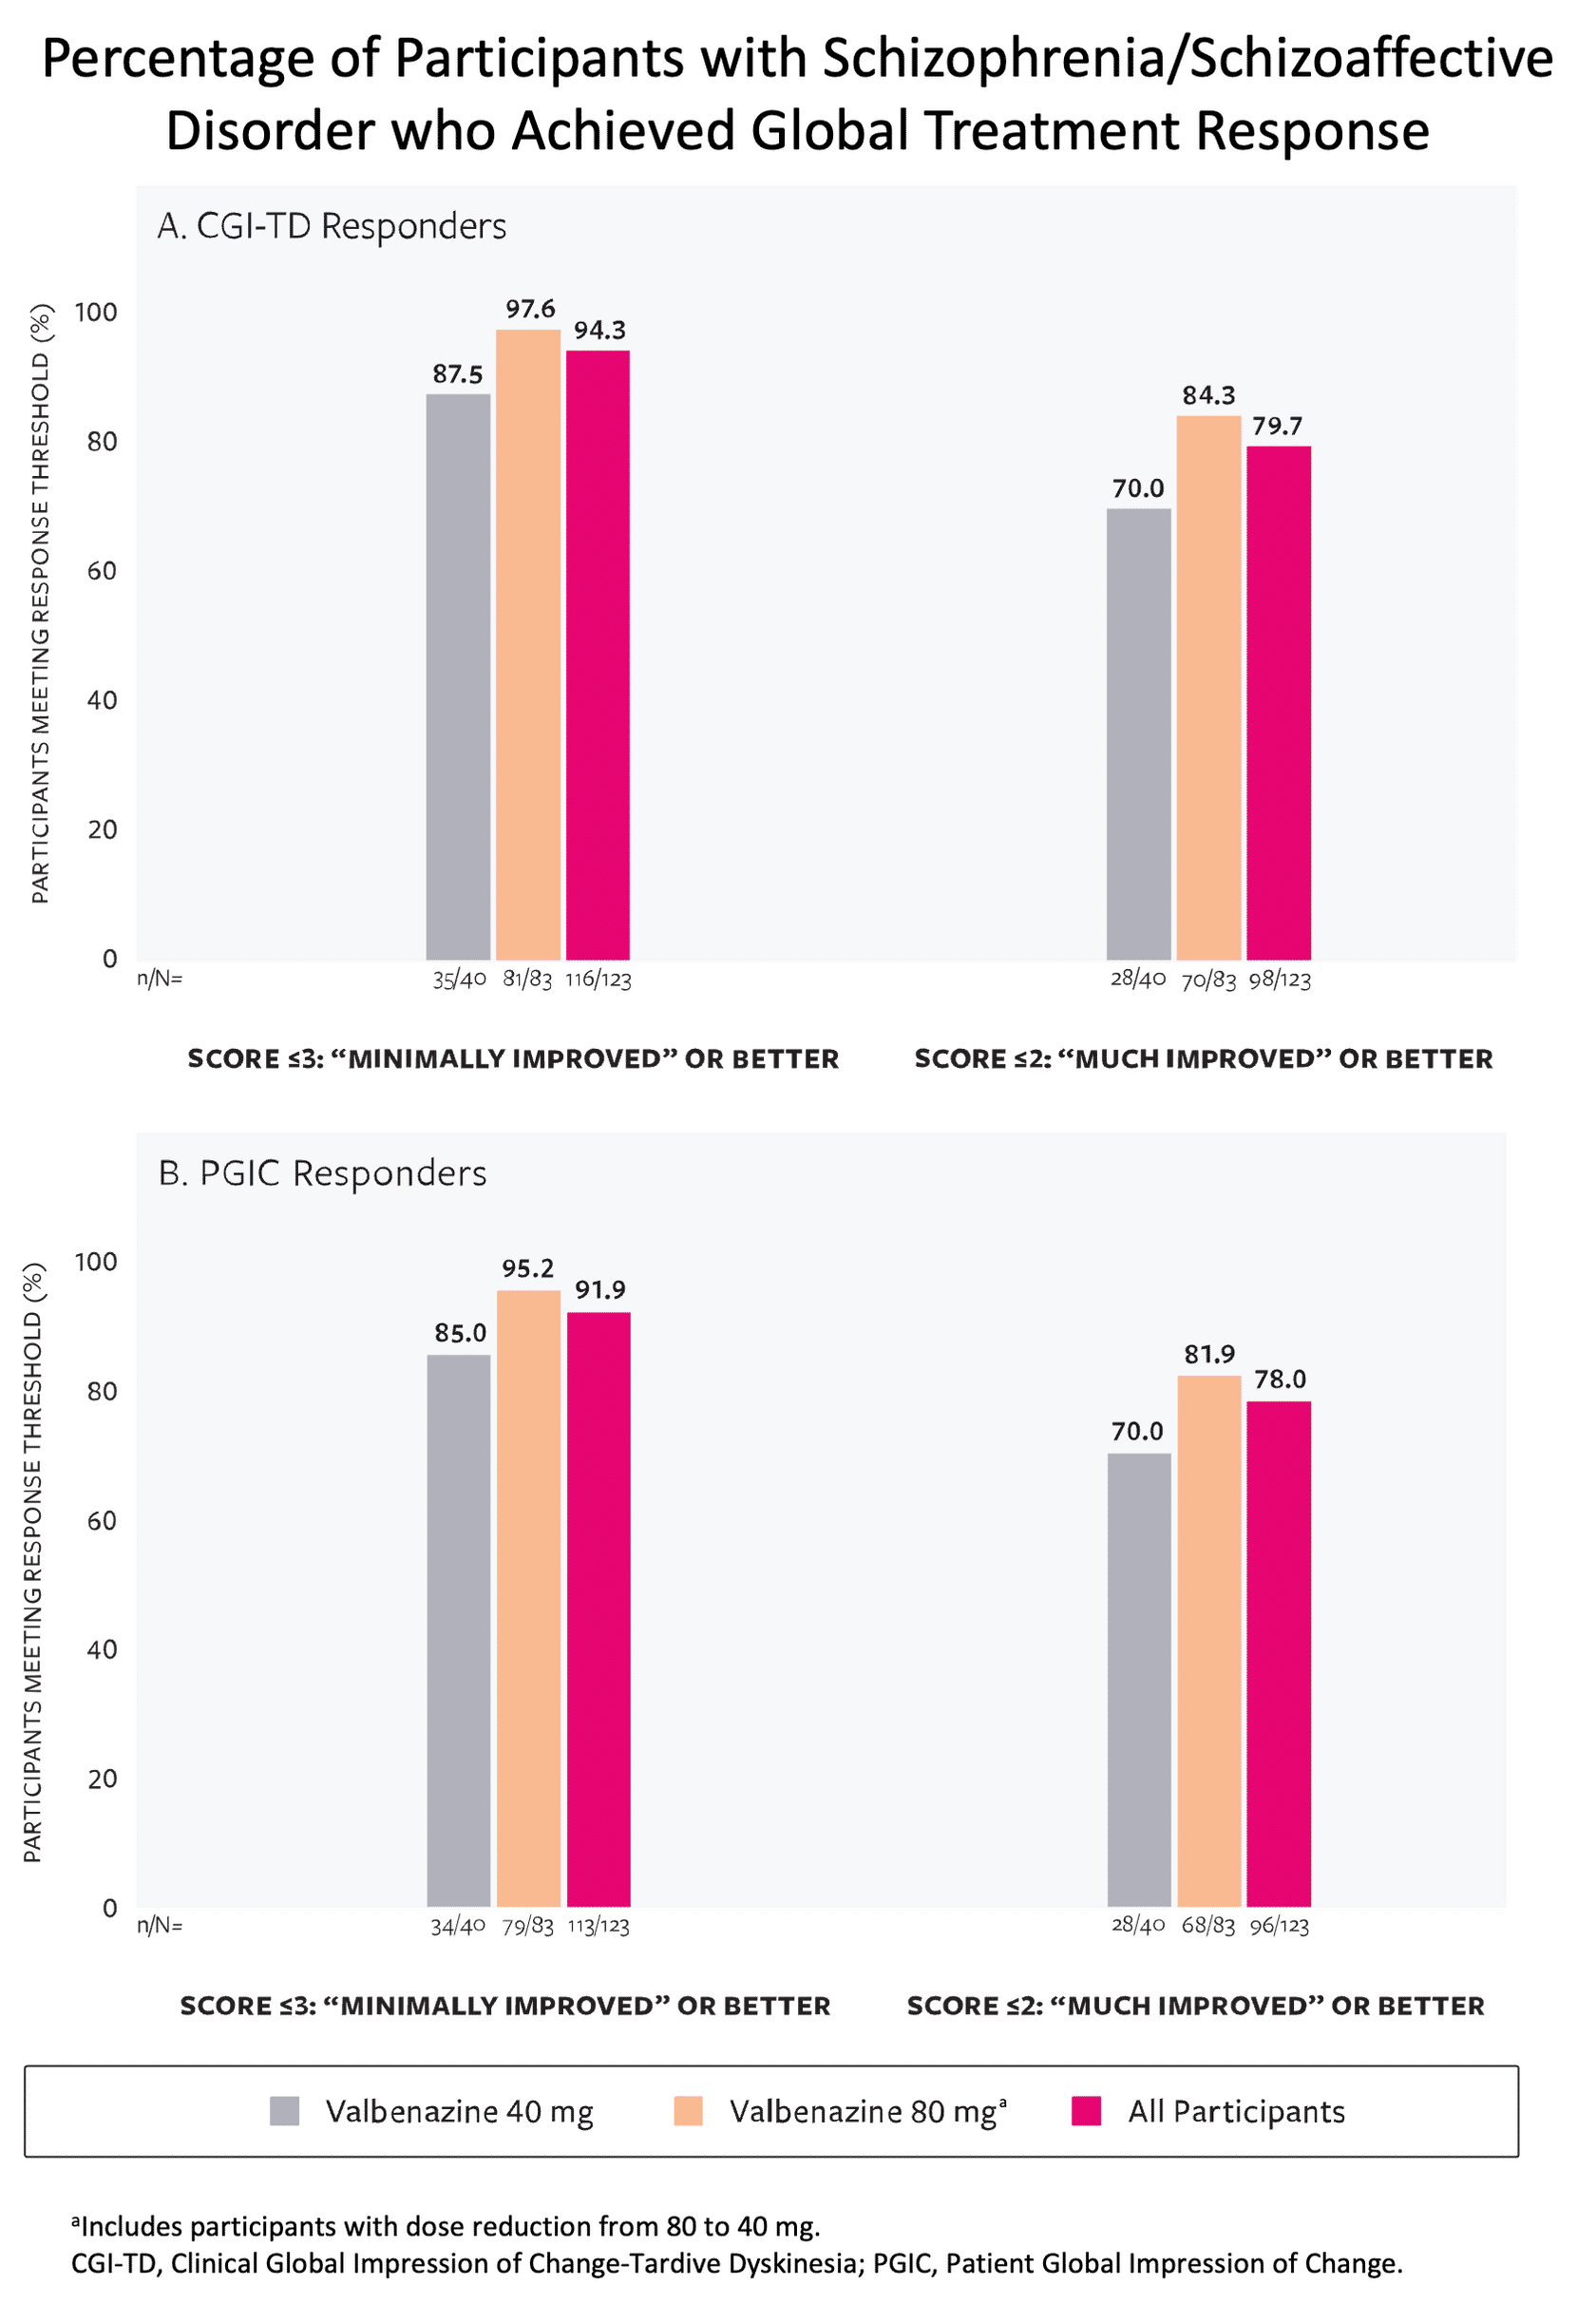 Percentage of Participants with Schizophrenia/Schizoaffective
Disorder who Achieved Global Treatment Response
A. CGI-TD Responders
PARTICIPANTS MEETING RESPONSE THRESHOLD (%)
100
80
60
40
20
0
87.5
97.6
94.3
84.3
79.7
70.0
n/N=
35/40 81/83 116/123
28/40 70/83 98/123
SCORE ≤3: “MINIMALLY IMPROVED” OR BETTER
SCORE ≤2: “MUCH IMPROVED” OR BETTER
B. PGIC Responders
PARTICIPANTS MEETING RESPONSE THRESHOLD (%)
100
80
60
40
20
0
85.0
95.2
91.9
70.0
81.9
78.0
n/N=
34/40 79/83 113/123
28/40 68/83 96/123
SCORE ≤3: “MINIMALLY IMPROVED” OR BETTER
SCORE ≤2: “MUCH IMPROVED” OR BETTER
Valbenazine 40 mg
Valbenazine 80 mgᵃ
All Participants
ᵃIncludes participants with dose reduction from 80 to 40 mg.
CGI-TD, Clinical Global Impression of Change-Tardive Dyskinesia; PGIC, Patient Global Impression of Change.